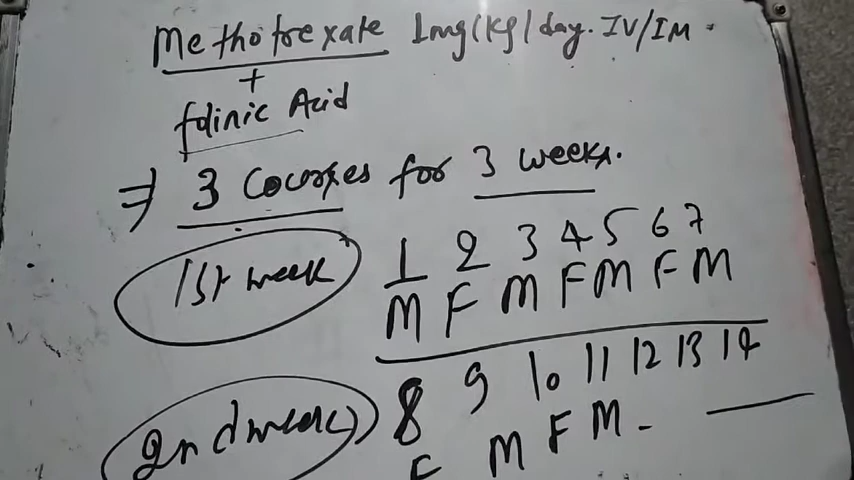 Methotrexate 1mg/kg/day. IV/IM.
+
folinic Acid
⇒ 3 Courses for 3 weeks.
1st week 1 2 3 4 5 6 7
M F M F M F M
2nd week 8 9 10 11 12 13 14
F M F M -